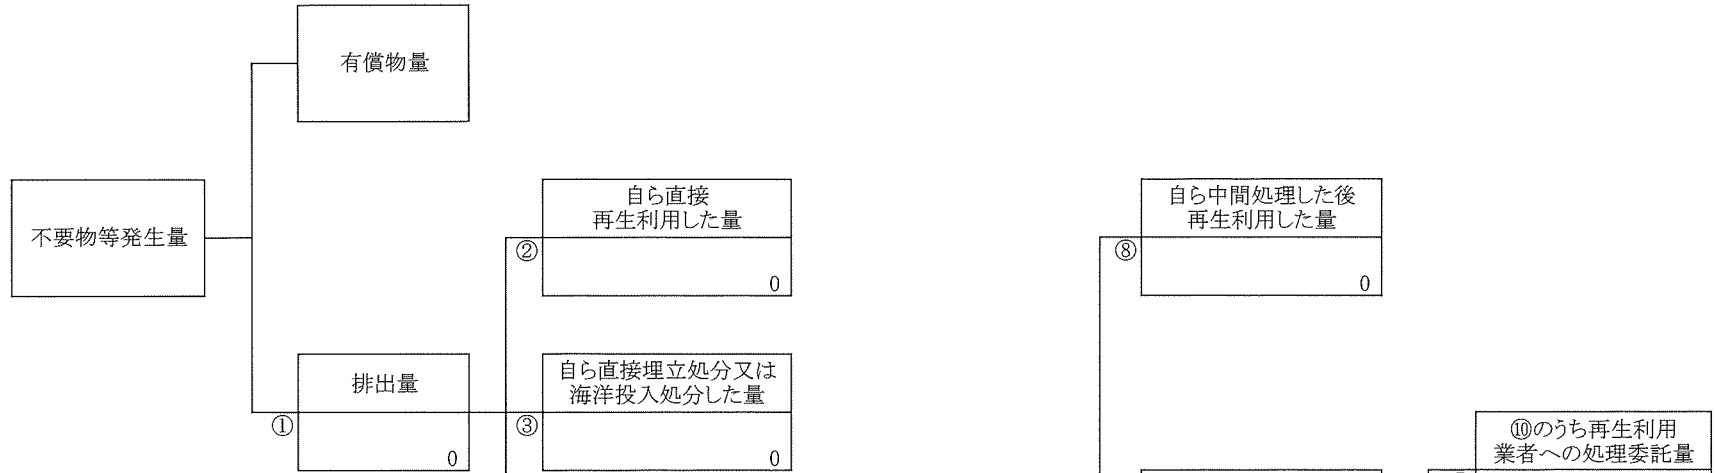 有償物量
不要物等発生量
自ら直接
再生利用した量
②
0
自ら中間処理した後
再生利用した量
⑧
0
排出量
①
0
自ら直接埋立処分又は
海洋投入処分した量
③
0
⑩のうち再生利用
業者への処理委託量